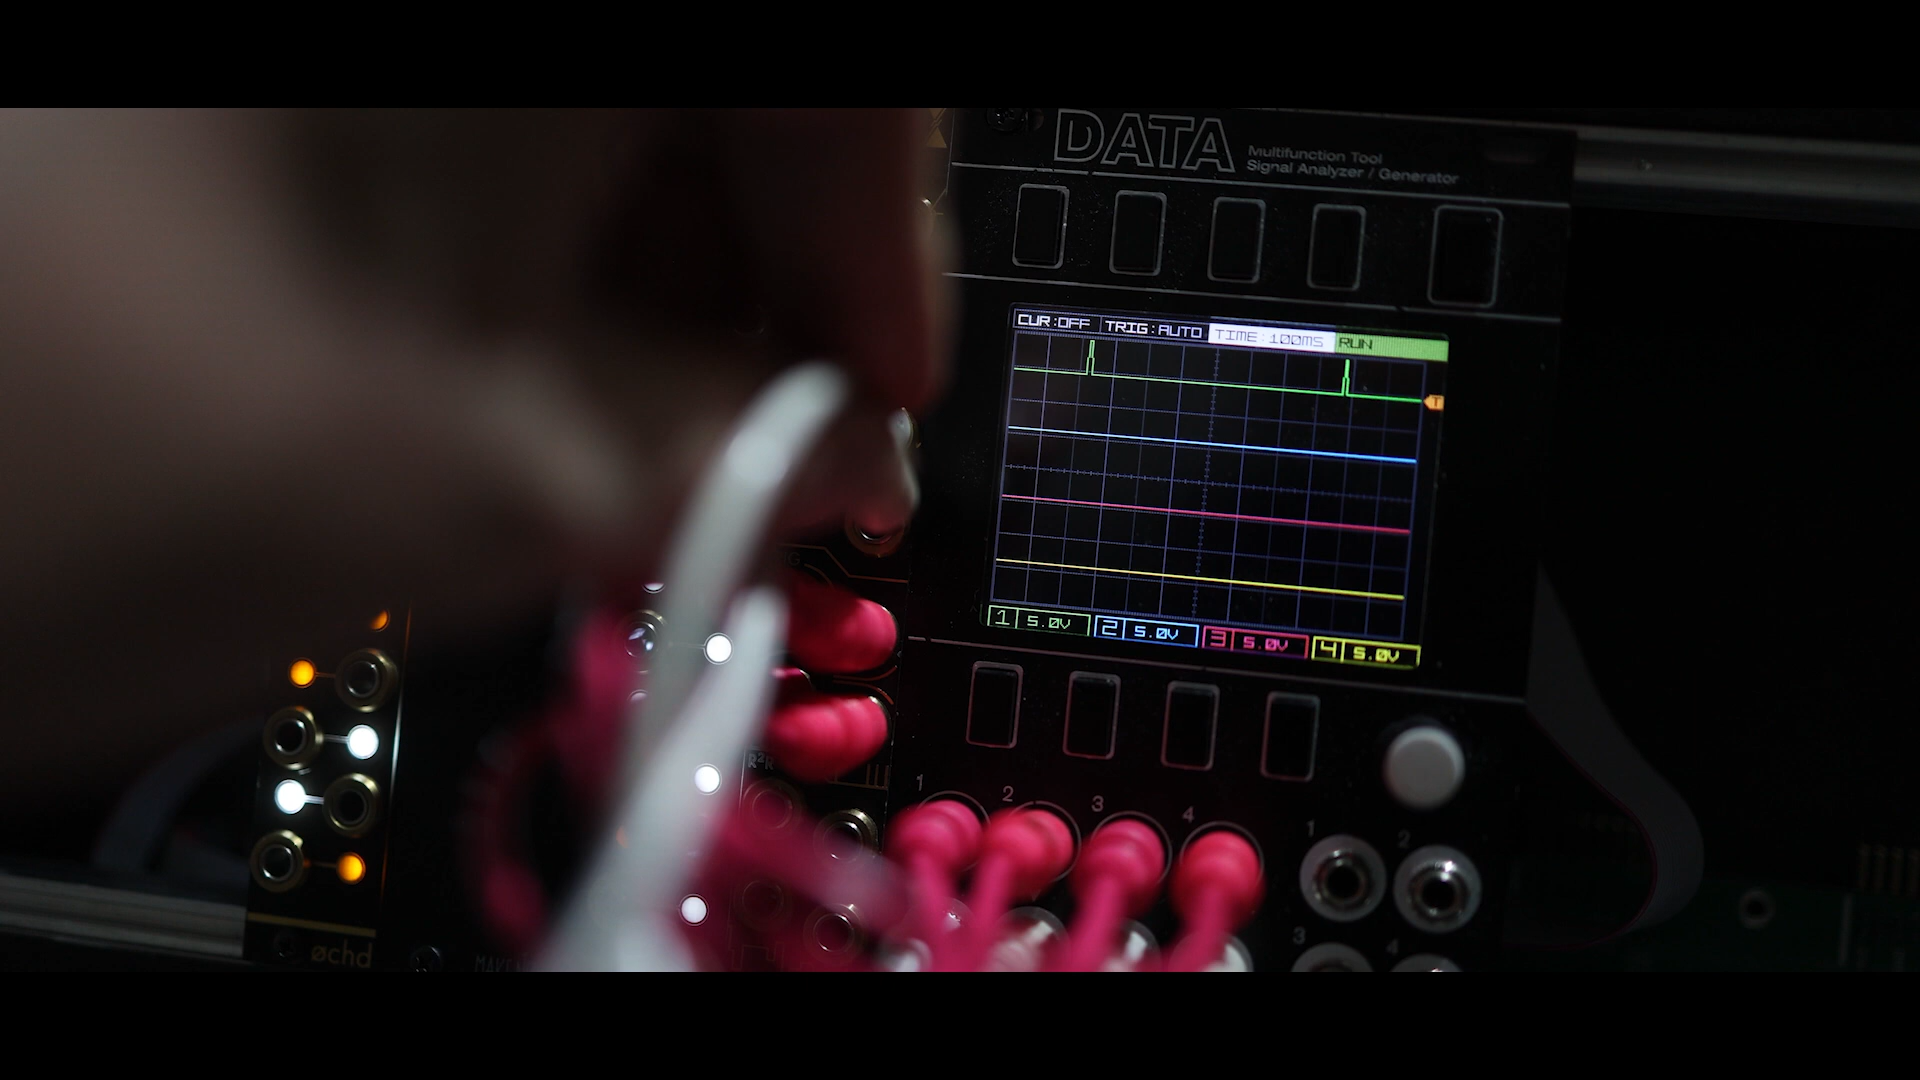 DATA
Multifunction Tool
Signal Analyzer / Generator
CUR:OFF TRIG:AUTO TIME:100MS RUN
T
1 5.0V 2 5.0V 3 5.0V 4 5.0V
R²R
1 2 3 4
1 2
3 4
øchd